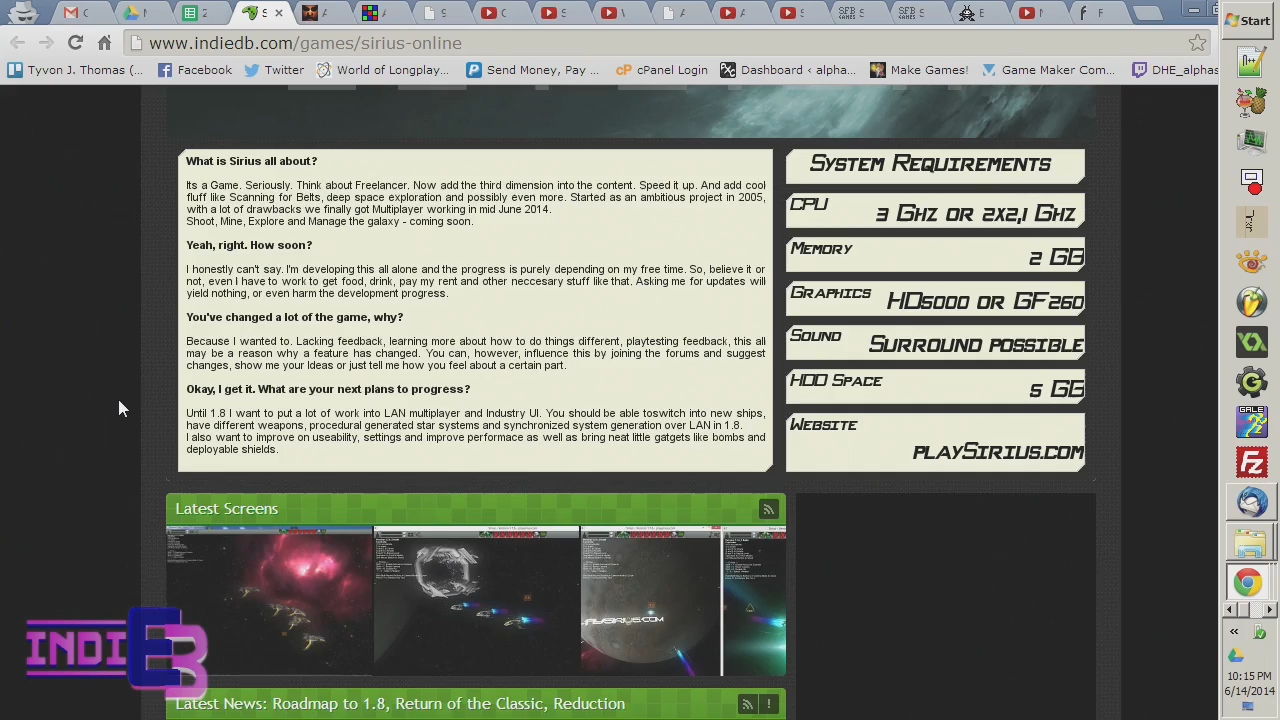 G
M
2
S
A
9
C
S
V
A
A
S
SFB
GAMES
SFB
GAMES
E
N
F
www.indiedb.com/games/sirius-online
Tyvon J. Thomas (...
Facebook
Twitter
World of Longplay...
Send Money, Pay ...
cPanel Login
Dashboard ‹ alpha...
Make Games!
Game Maker Com...
DHE_alphas
Start
What is Sirius all about?
Its a Game. Seriously. Think about Freelancer. Now add the third dimension into the content. Speed it up. And add cool
fluff like Scanning for Belts, deep space exploration and possibly even more. Started as an ambitious project in 2005,
with a lot of drawbacks we finally got Multiplayer working in mid June 2014.
Shoot, Mine, Explore and Manage the galaxy - coming soon.
Yeah, right. How soon?
I honestly can't say. I'm developing this all alone and the progress is purely depending on my free time. So, believe it or
not, even I have to work to get food, drink, pay my rent and other neccesary stuff like that. Asking me for updates will
yield nothing, or even harm the development progress.
You've changed a lot of the game, why?
Because I wanted to. Lacking feedback, learning more about how to do things different, playtesting feedback, this all
may be a reason why a feature has changed. You can, however, influence this by joining the forums and suggest
changes, show me your Ideas or just tell me how you feel about a certain part.
Okay, I get it. What are your next plans to progress?
Until 1.8 I want to put a lot of work into LAN multiplayer and Industry UI. You should be able toswitch into new ships,
have different weapons, procedural generated star systems and synchronized system generation over LAN in 1.8.
I also want to improve on useability, settings and improve performace as well as bring neat little gatgets like bombs and
deployable shields.
System Requirements
CPU
3 Ghz or 2x2,1 Ghz
Memory
2 GB
Graphics
HD5000 or GF260
Sound
Surround possible
HDD Space
5 GB
Website
playSirius.com
Latest Screens
PLAYSIRIUS.COM
INDIE3
Latest News: Roadmap to 1.8, Return of the Classic, Reduction
GALE
Fz
10:15 PM
6/14/2014